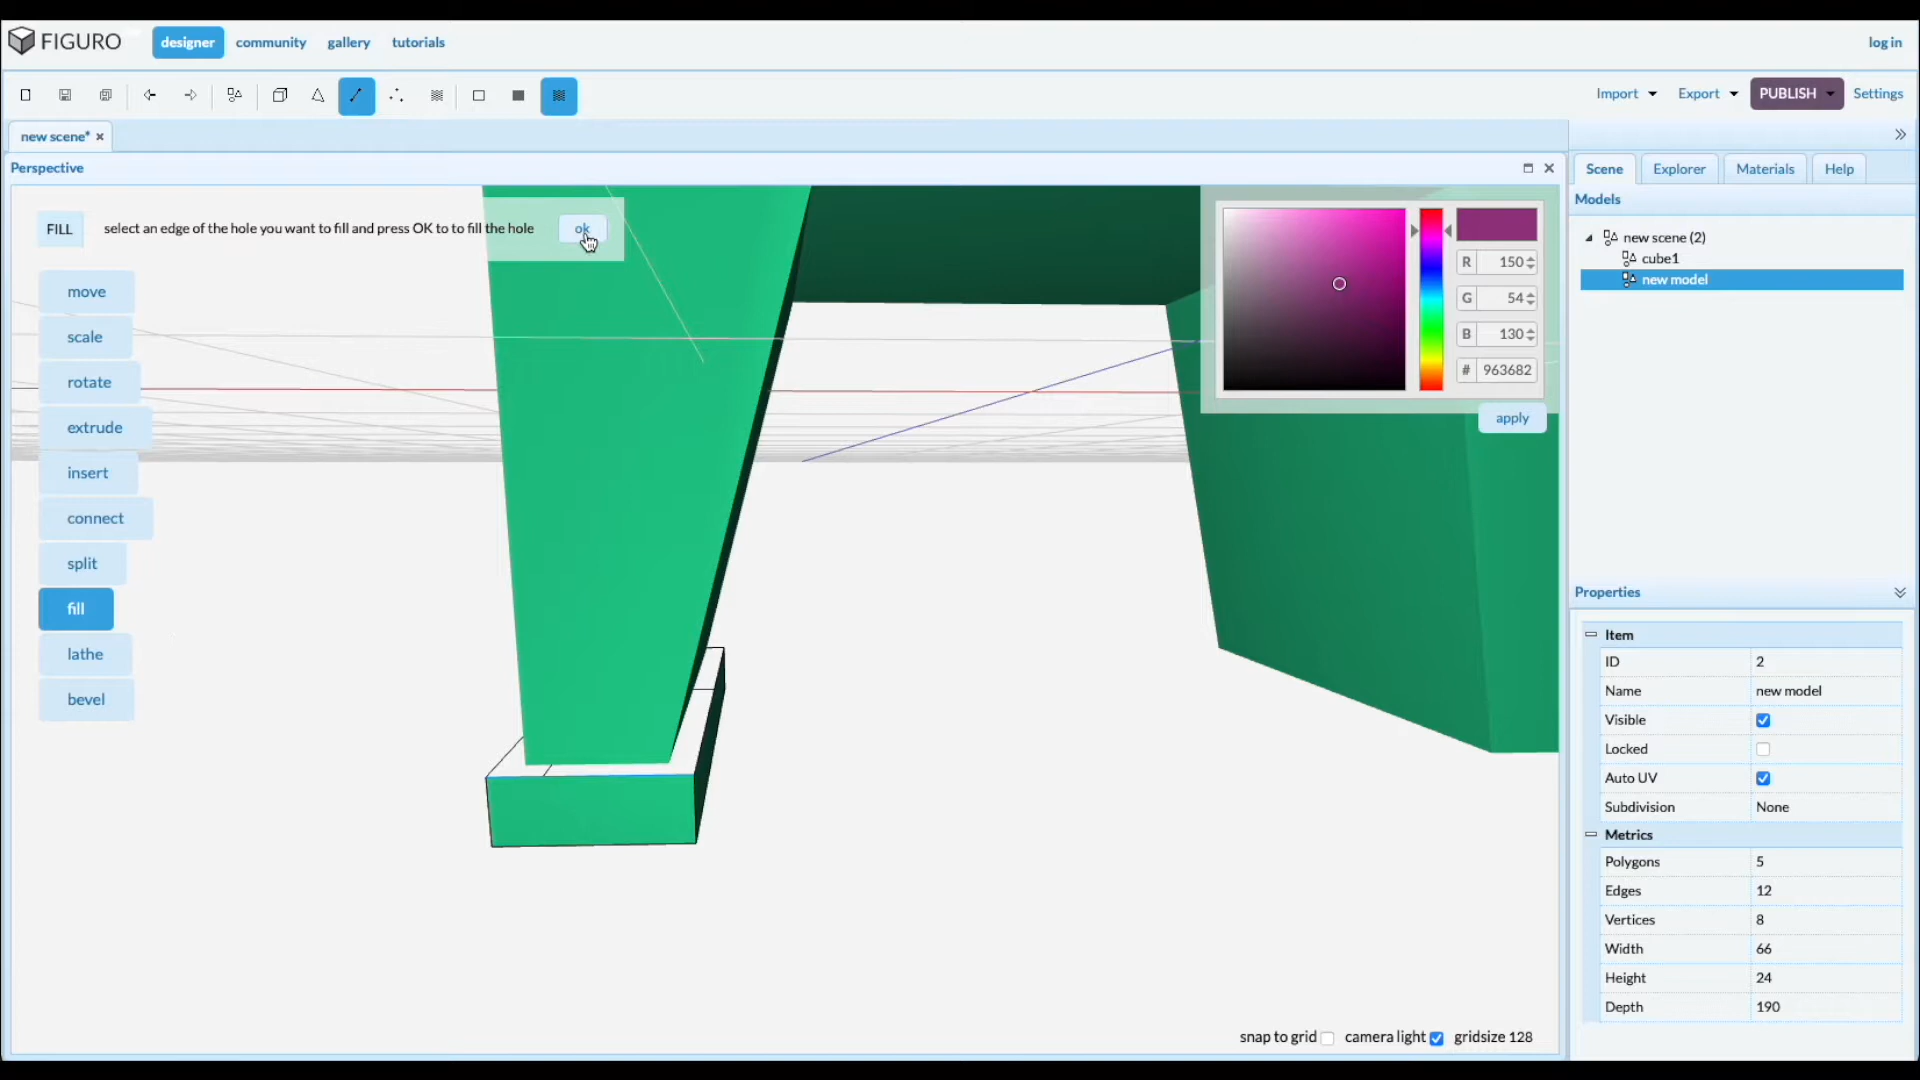 FIGURO
designer
community
gallery
tutorials
log in
Import
Export
PUBLISH
Settings
new scene*
Perspective
Scene
Explorer
Materials
Help
Models
new scene (2)
cube1
new model
FILL
select an edge of the hole you want to fill and press OK to to fill the hole
ok
move
scale
rotate
extrude
insert
connect
split
fill
lathe
bevel
R 150
G 54
B 130
# 963682
apply
Properties
Item
ID 2
Name new model
Visible
Locked
Auto UV
Subdivision None
Metrics
Polygons 5
Edges 12
Vertices 8
Width 66
Height 24
Depth 190
snap to grid camera light gridsize 128